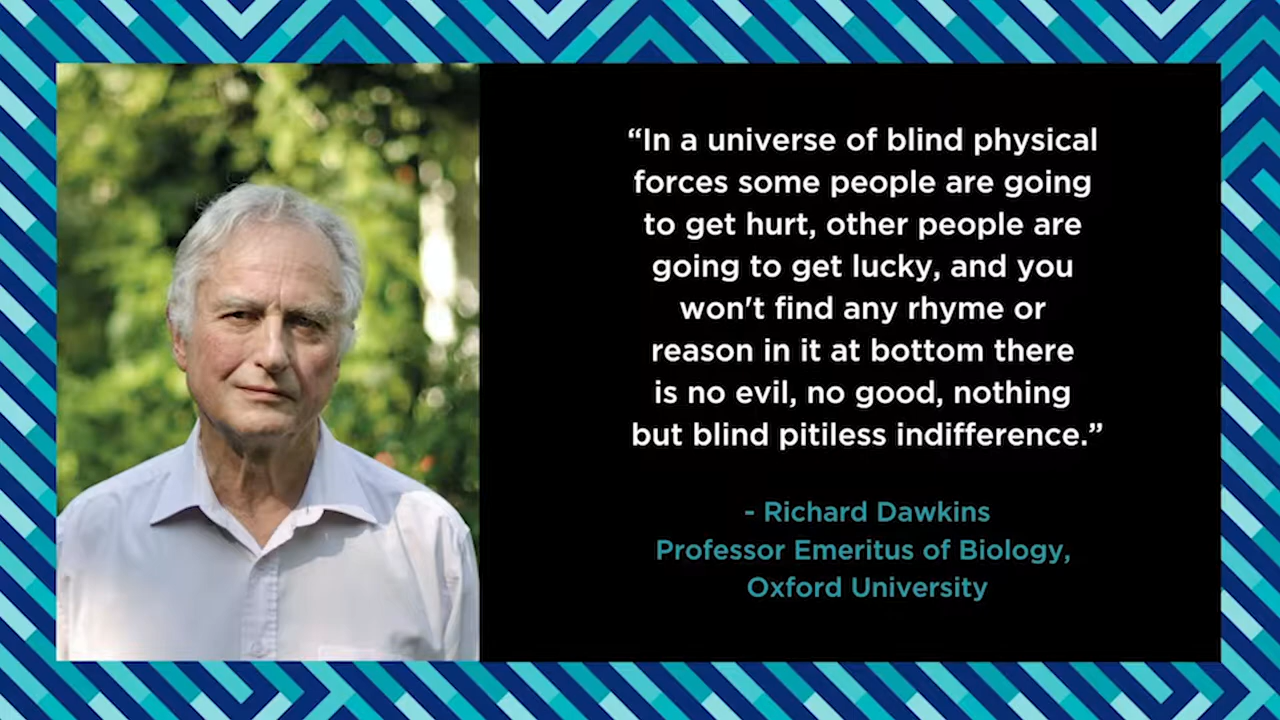 “In a universe of blind physical
forces some people are going
to get hurt, other people are
going to get lucky, and you
won't find any rhyme or
reason in it at bottom there
is no evil, no good, nothing
but blind pitiless indifference.”
- Richard Dawkins
Professor Emeritus of Biology,
Oxford University